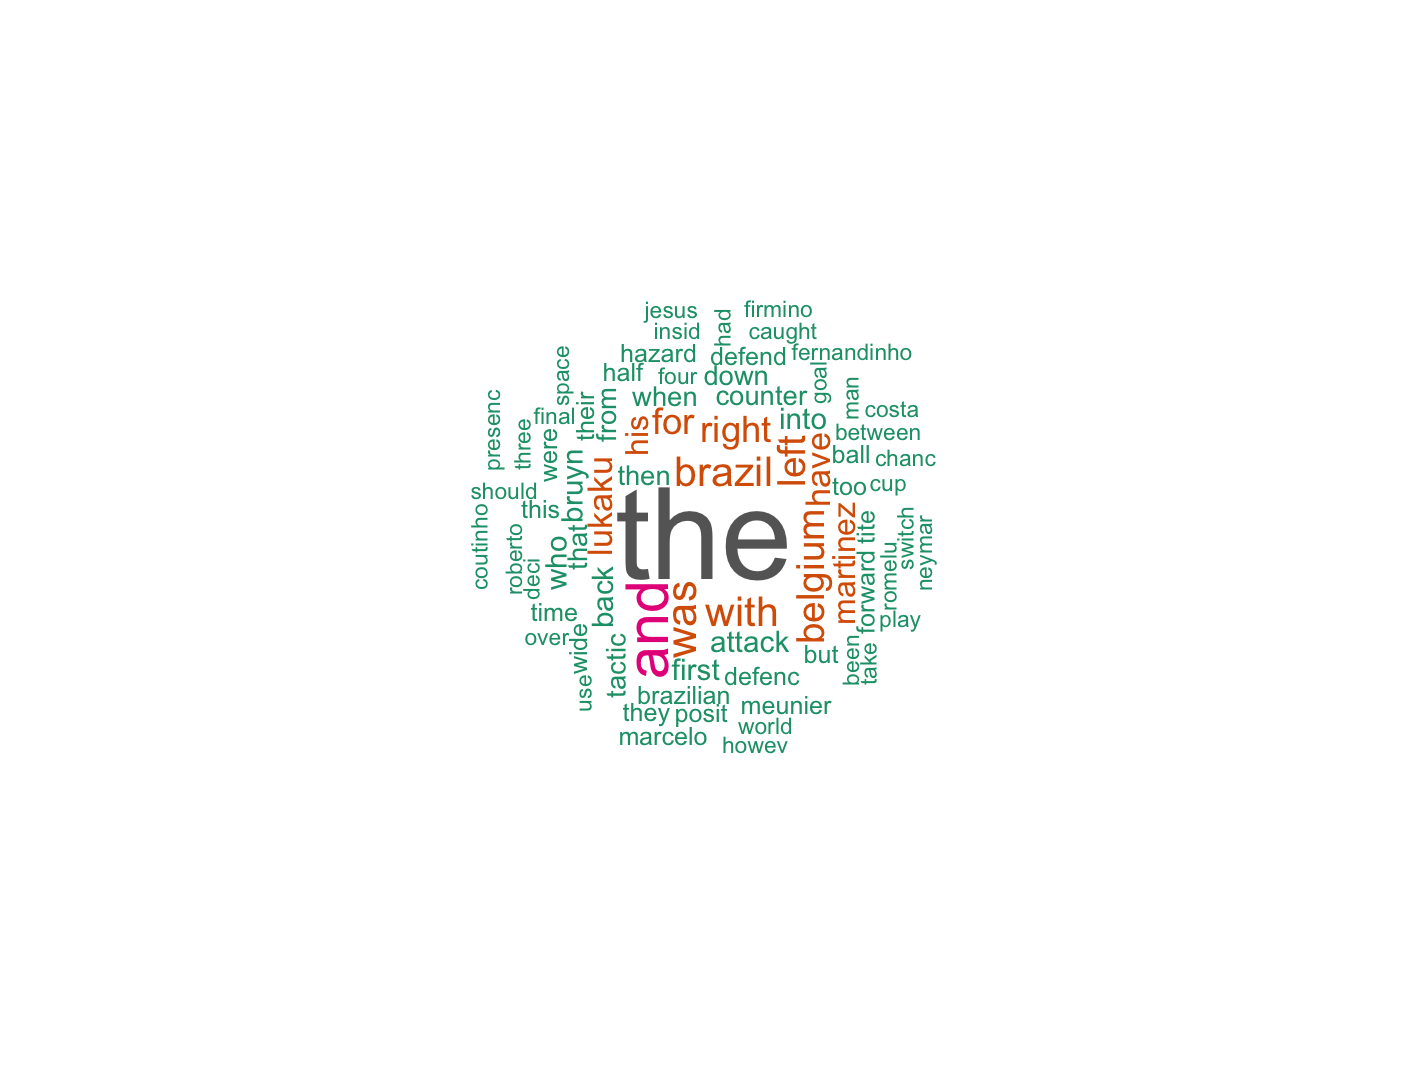 jesus
firmino
insid
had
caught
hazard
defend
fernandinho
space
half
four
down
goal
when
counter
man
presenc
final
their
from
his
for
right
into
costa
three
were
left
have
between
then
brazil
ball
chanc
should
this
bruyn
lukaku
the
too
cup
coutinho
roberto
deci
who
that
belgium
martinez
tite
forward
romelu
switch
neymar
time
back
and
was
with
play
over
wide
tactic
attack
but
been
take
use
first
defenc
brazilian
they
posit
meunier
marcelo
world
howev